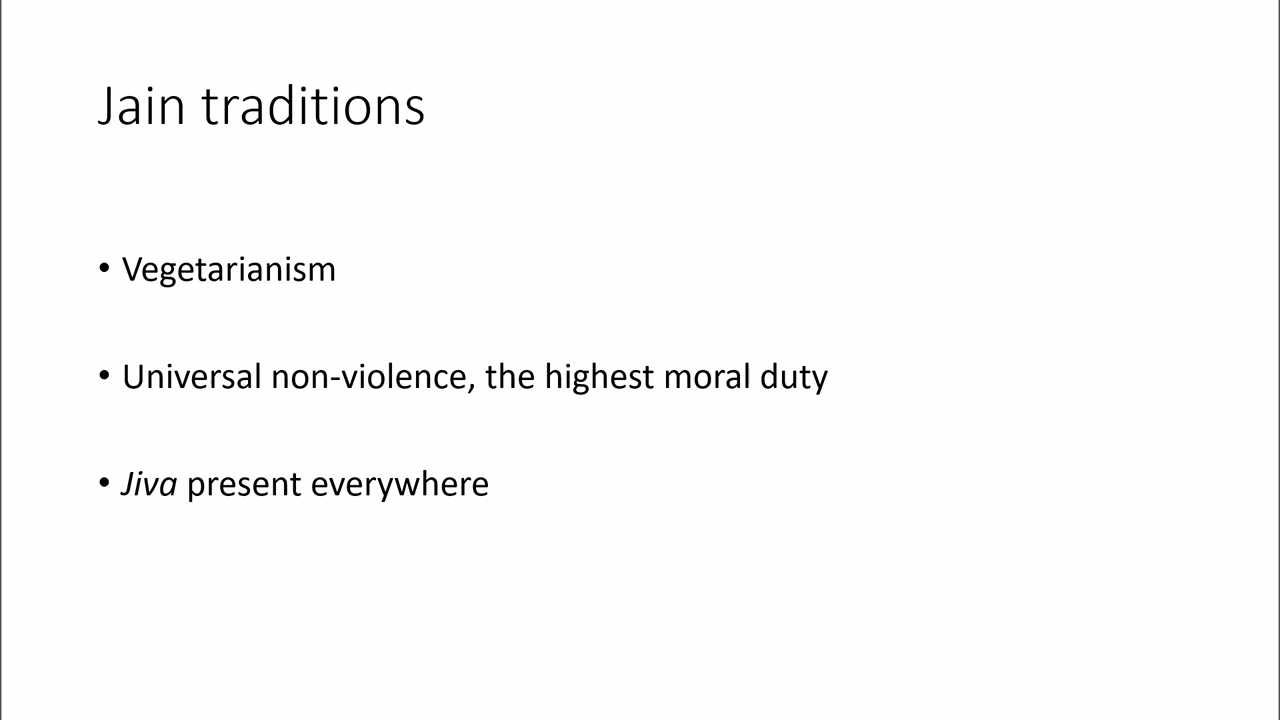 Jain traditions
• Vegetarianism
• Universal non-violence, the highest moral duty
• Jiva present everywhere